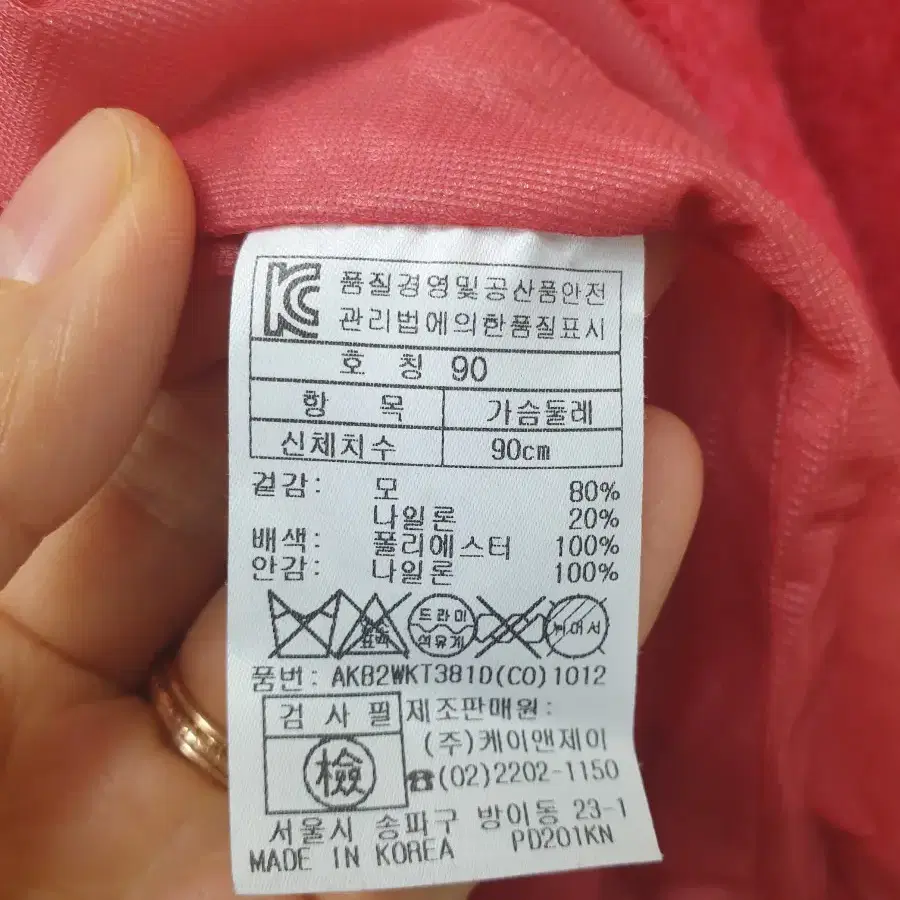 KC 품질경영및공산품안전
관리법에의한품질표시
호 칭 90
항 목 가슴둘레
신체치수 90cm
겉감: 모 80%
나일론 20%
배색: 폴리에스터 100%
안감: 나일론 100%
드라이 석유계
품번: AKB2WKT381D(CO)1012
검 사 필 제조판매원:
(주)케이앤제이
檢 ☎(02)2202-1150
서울시 송파구 방이동 23-1
MADE IN KOREA PD201KN